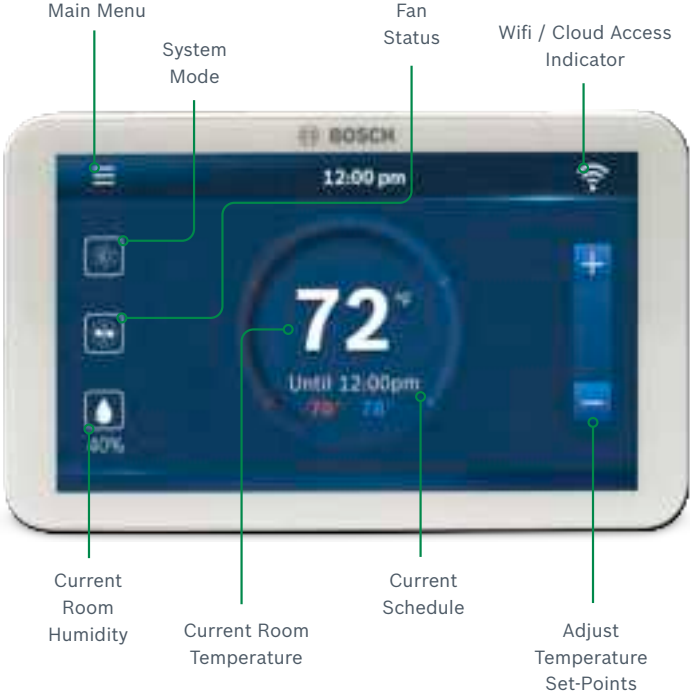 Main Menu
System
Mode
Fan
Status
Wifi / Cloud Access
Indicator
BOSCH
12:00 pm
72°F
Until 12:00pm
40%
Current
Room
Humidity
Current Room
Temperature
Current
Schedule
Adjust
Temperature
Set-Points